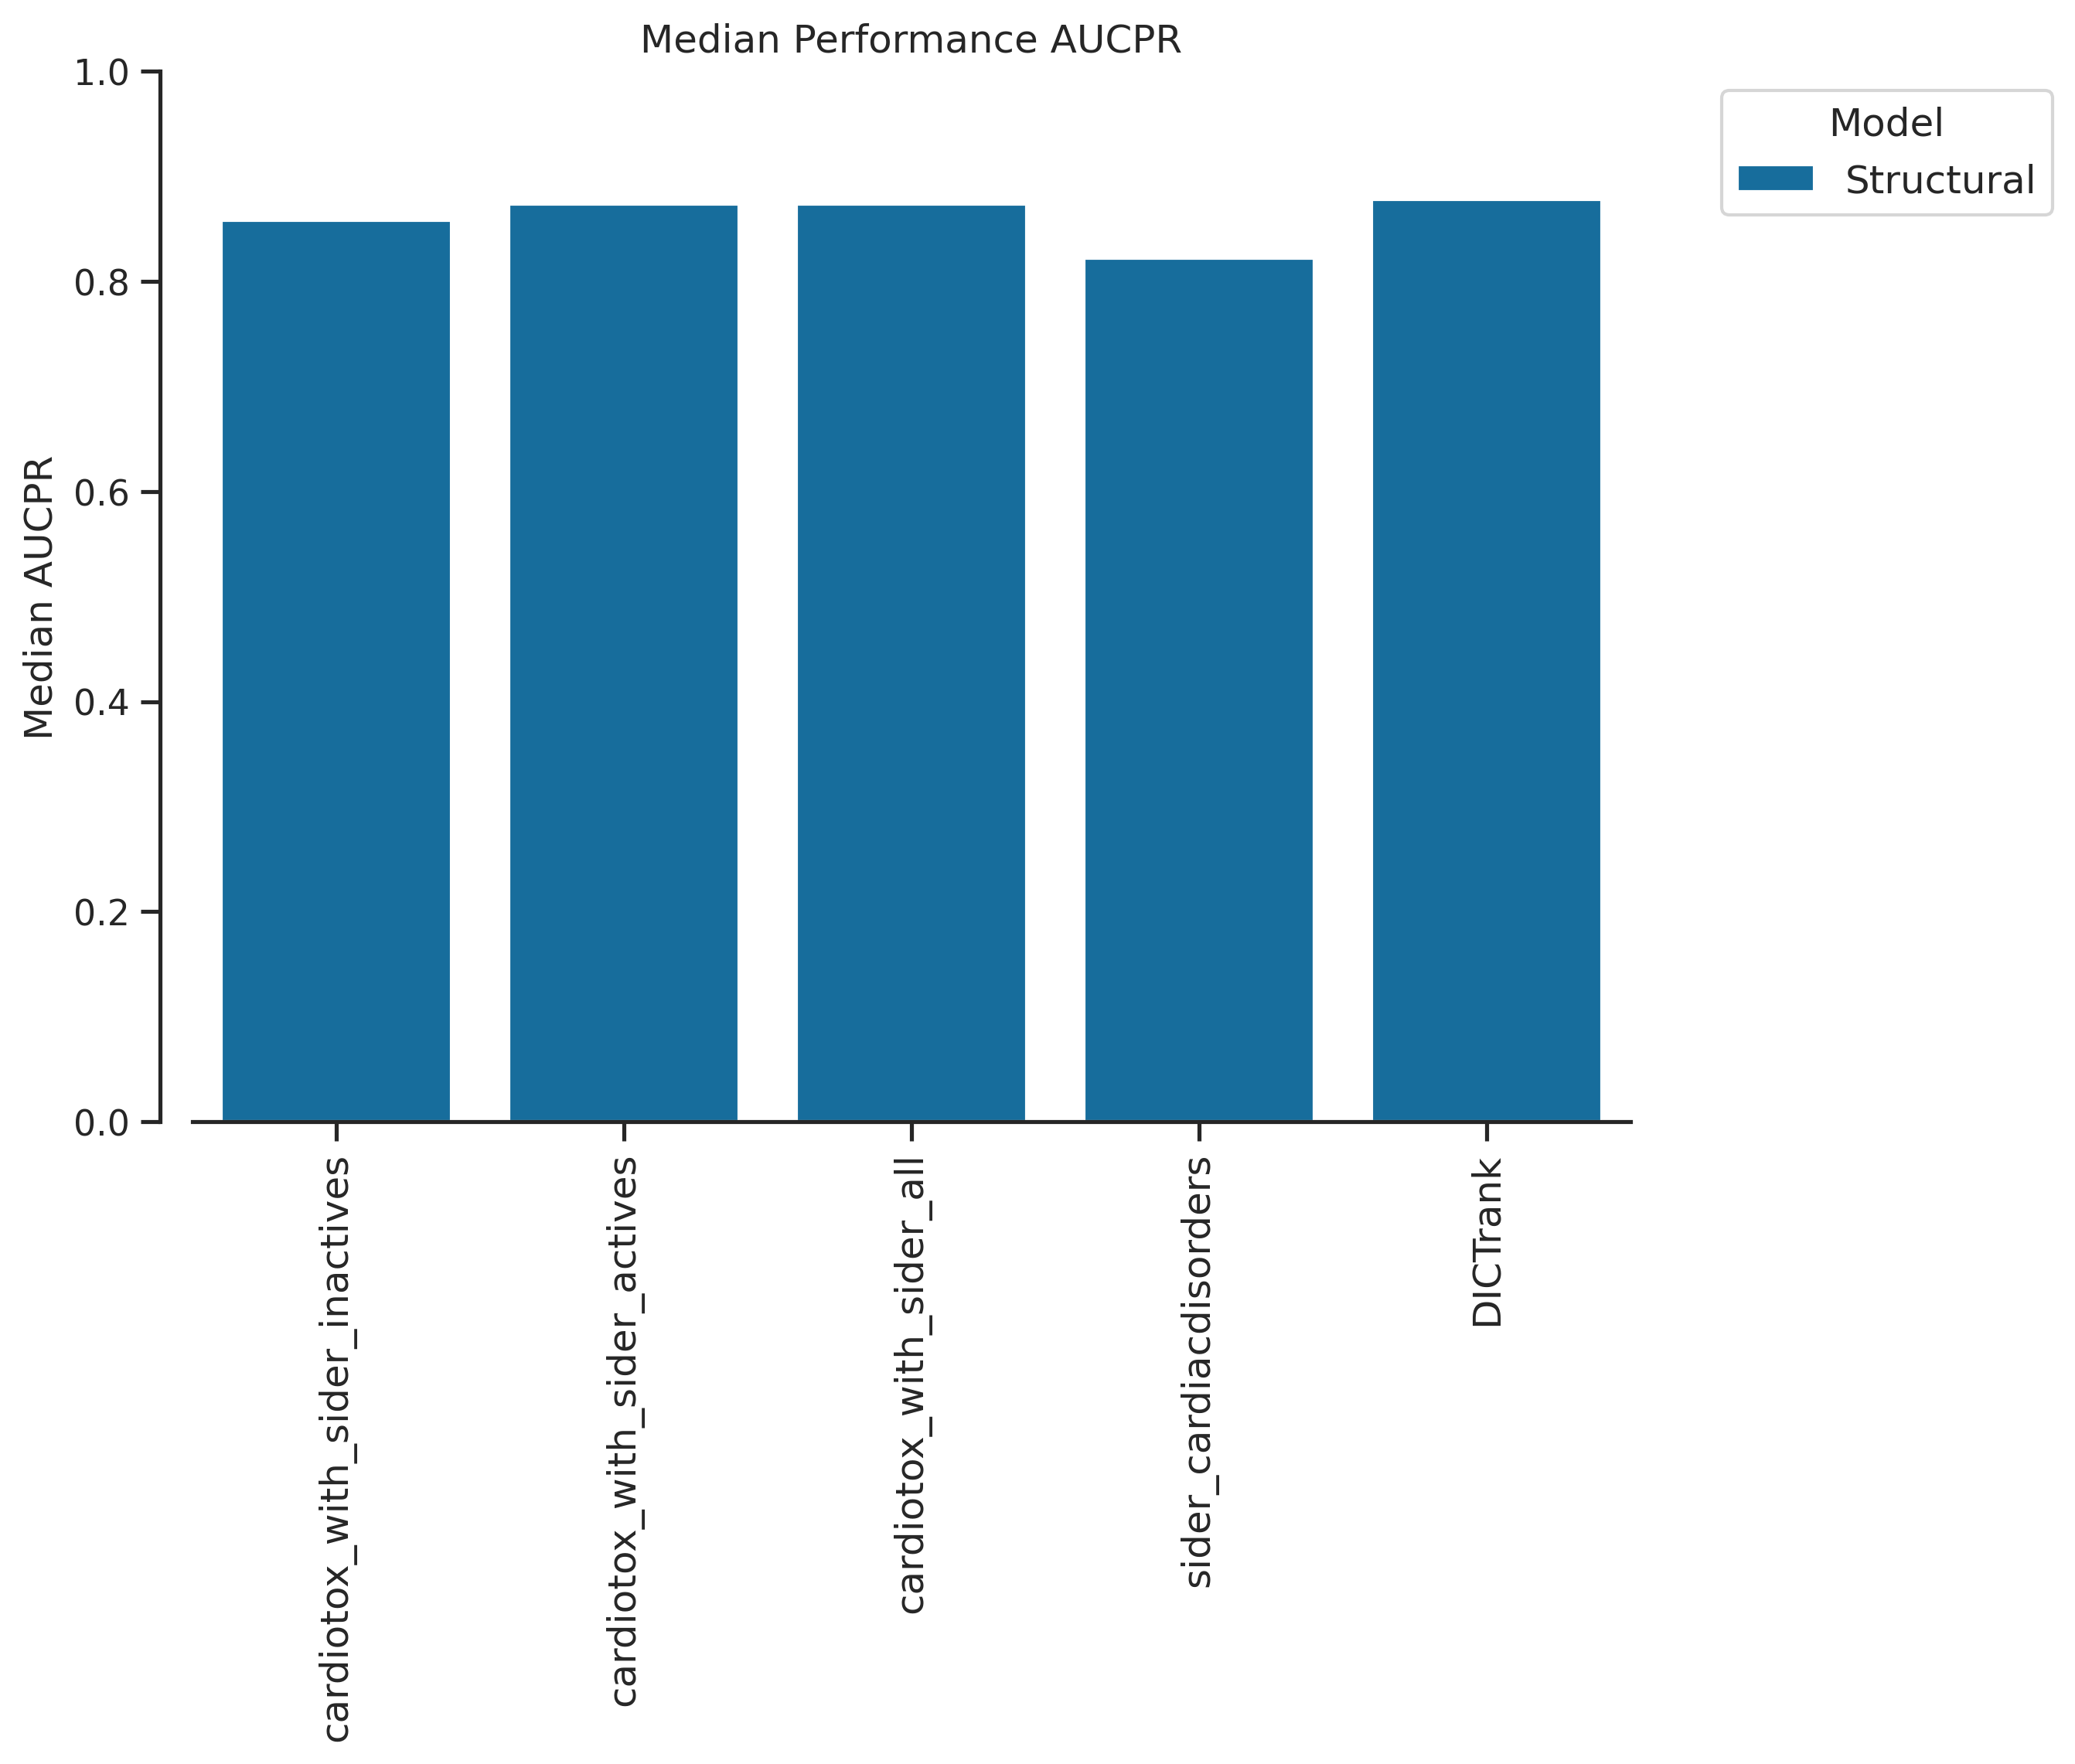 Median Performance AUCPR
Median AUCPR
1.0
0.8
0.6
0.4
0.2
0.0
cardiotox_with_sider_inactives
cardiotox_with_sider_actives
cardiotox_with_sider_all
sider_cardiacdisorders
DICTrank
Model
Structural